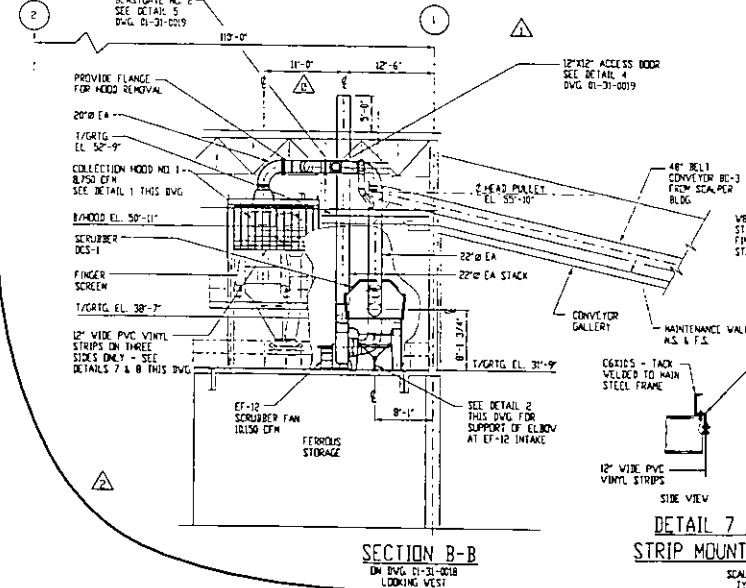 SEE DETAIL 5
DWG. 01-31-0019
2
1
1
110'-0"
11'-0"
12'-6"
12"X12" ACCESS DOOR
SEE DETAIL 4
DWG 01-31-0019
PROVIDE FLANGE
FOR HOOD REMOVAL
5'-0"
20"Ø EA
T/GRTG
EL 52'-9"
COLLECTION HOOD NO. 1
8,750 CFM
SEE DETAIL 1 THIS DWG
HEAD PULLEY
EL 55'-10"
48" BELT
CONVEYOR BC-3
FROM SCALPER
BLDG.
B/HOOD EL. 50'-11"
SCRUBBER
DCS-1
22"Ø EA
22"Ø EA STACK
FINGER
SCREEN
T/GRTG. EL. 38'-7"
CONVEYOR
GALLERY
12" WIDE PVC VINYL
STRIPS ON THREE
SIDES ONLY - SEE
DETAILS 7 & 8 THIS DWG
8'-1 3/4"
MAINTENANCE WALK
N.S. & F.S.
T/GRTG. EL. 31'-9"
C6X10.5 - TACK
WELDED TO MAIN
STEEL FRAME
8'-1"
EF-12
SCRUBBER FAN
10,150 CFM
SEE DETAIL 2
THIS DWG FOR
SUPPORT OF ELBOW
AT EF-12 INTAKE
FERROUS
STORAGE
2
12" WIDE PVC
VINYL STRIPS
SIDE VIEW
SECTION B-B
ON DWG. 01-31-0018
LOOKING WEST
DETAIL 7
STRIP MOUNT